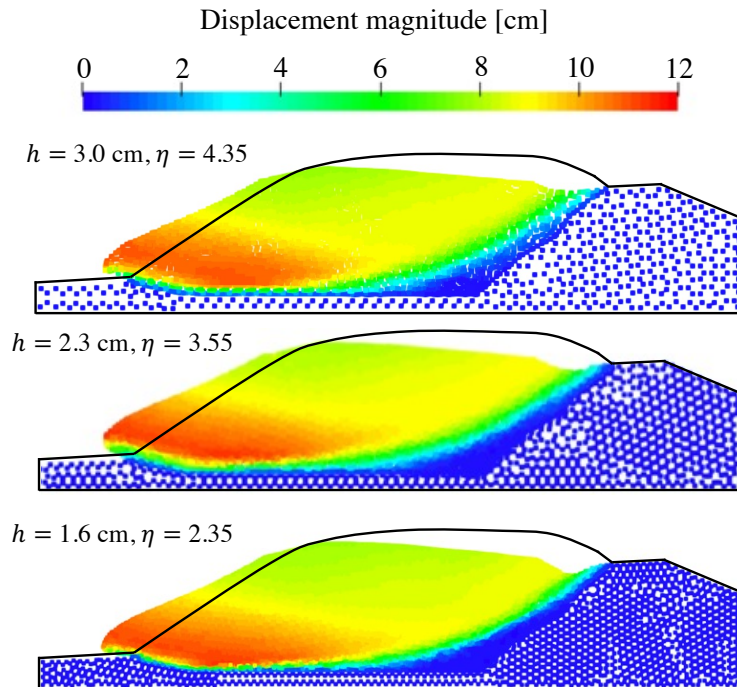 Displacement magnitude [cm]
0 2 4 6 8 10 12
h = 3.0 cm, η = 4.35
h = 2.3 cm, η = 3.55
h = 1.6 cm, η = 2.35